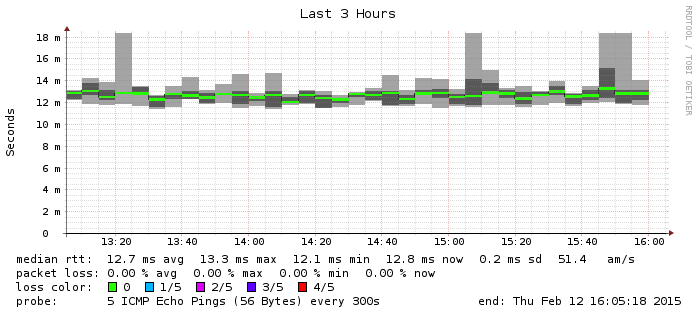 Last 3 Hours
RRDTOOL / TOBI OETIKER
Seconds
18 m
16 m
14 m
12 m
10 m
8 m
6 m
4 m
2 m
0
13:20 13:40 14:00 14:20 14:40 15:00 15:20 15:40 16:00
median rtt: 12.7 ms avg 13.3 ms max 12.1 ms min 12.8 ms now 0.2 ms sd 51.4 am/s
packet loss: 0.00 % avg 0.00 % max 0.00 % min 0.00 % now
loss color: 0 1/5 2/5 3/5 4/5
probe: 5 ICMP Echo Pings (56 Bytes) every 300s end: Thu Feb 12 16:05:18 2015